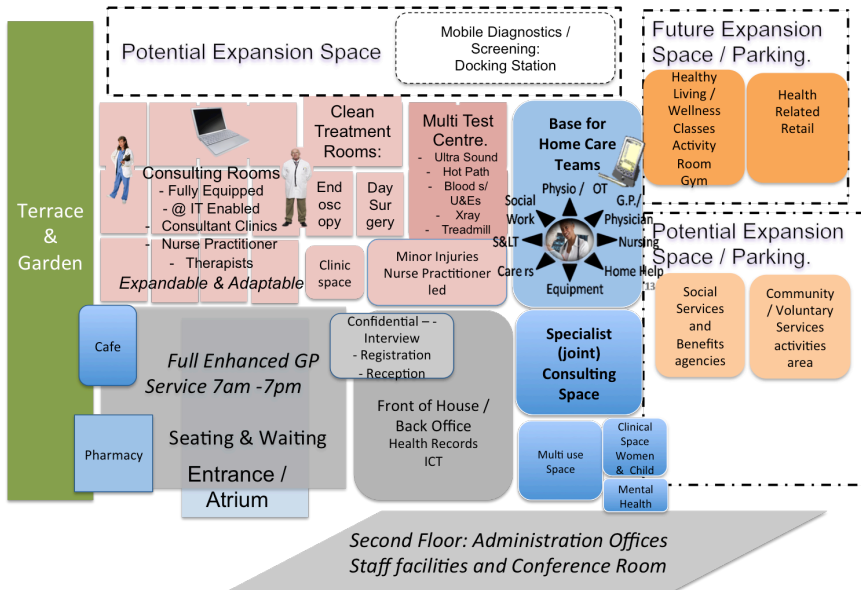 Potential Expansion Space
Mobile Diagnostics /
Screening:
Docking Station
Future Expansion
Space / Parking.
Healthy
Living /
Wellness
Classes
Activity
Room
Gym
Health
Related
Retail
Terrace
&
Garden
Consulting Rooms
- Fully Equipped
- @ IT Enabled
- Consultant Clinics
- Nurse Practitioner
- Therapists
Expandable & Adaptable
Clean
Treatment
Rooms:
End
osc
opy
Day
Sur
gery
Clinic
space
Multi Test
Centre.
- Ultra Sound
- Hot Path
- Blood s/
U&Es
- Xray
- Treadmill
Minor Injuries
Nurse Practitioner
led
Base for
Home Care
Teams
Physio / OT
Social
Work
G.P./
Physician
S&LT
Nursing
Care rs
Home Help
Equipment
13
Potential Expansion
Space / Parking.
Social
Services
and
Benefits
agencies
Community
/ Voluntary
Services
activities
area
Cafe
Pharmacy
Full Enhanced GP
Service 7am -7pm
Seating & Waiting
Entrance /
Atrium
Confidential – -
Interview
- Registration
- Reception
Front of House /
Back Office
Health Records
ICT
Specialist
(joint)
Consulting
Space
Multi use
Space
Clinical
Space
Women
& Child
Mental
Health
Second Floor: Administration Offices
Staff facilities and Conference Room